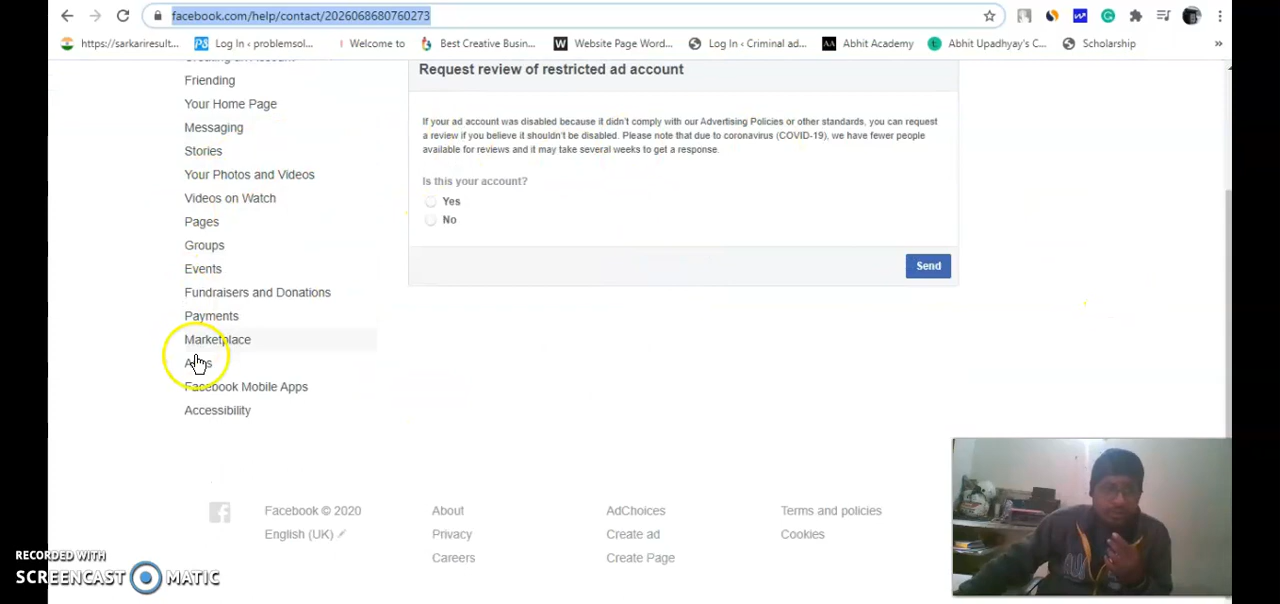 facebook.com/help/contact/2026068680760273
https://sarkariresult...
Log In ‹ problemsol...
Welcome to
Best Creative Busin...
Website Page Word...
Log In ‹ Criminal ad...
Abhit Academy
Abhit Upadhyay's C...
Scholarship
»
Creating an Account
Friending
Your Home Page
Messaging
Stories
Your Photos and Videos
Videos on Watch
Pages
Groups
Events
Fundraisers and Donations
Payments
Marketplace
Apps
Facebook Mobile Apps
Accessibility
Request review of restricted ad account
If your ad account was disabled because it didn't comply with our Advertising Policies or other standards, you can request
a review if you believe it shouldn't be disabled. Please note that due to coronavirus (COVID-19), we have fewer people
available for reviews and it may take several weeks to get a response.
Is this your account?
Yes
No
Send
Facebook © 2020
English (UK)
About
Privacy
Careers
AdChoices
Create ad
Create Page
Terms and policies
Cookies
RECORDED WITH
SCREENCAST MATIC